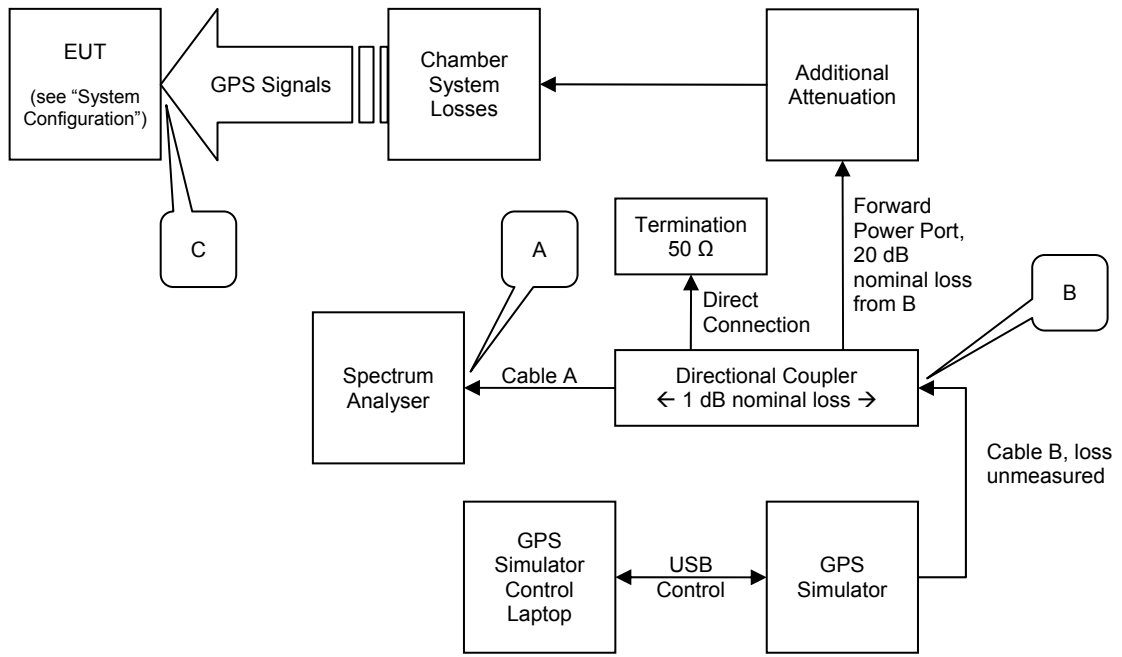 EUT
(see “System
Configuration”)
GPS Signals
Chamber
System
Losses
Additional
Attenuation
C
A
Termination
50 Ω
Forward
Power Port,
20 dB
nominal loss
from B
B
Direct
Connection
Spectrum
Analyser
Cable A
Directional Coupler
← 1 dB nominal loss →
Cable B, loss
unmeasured
GPS
Simulator
Control
Laptop
USB
Control
GPS
Simulator